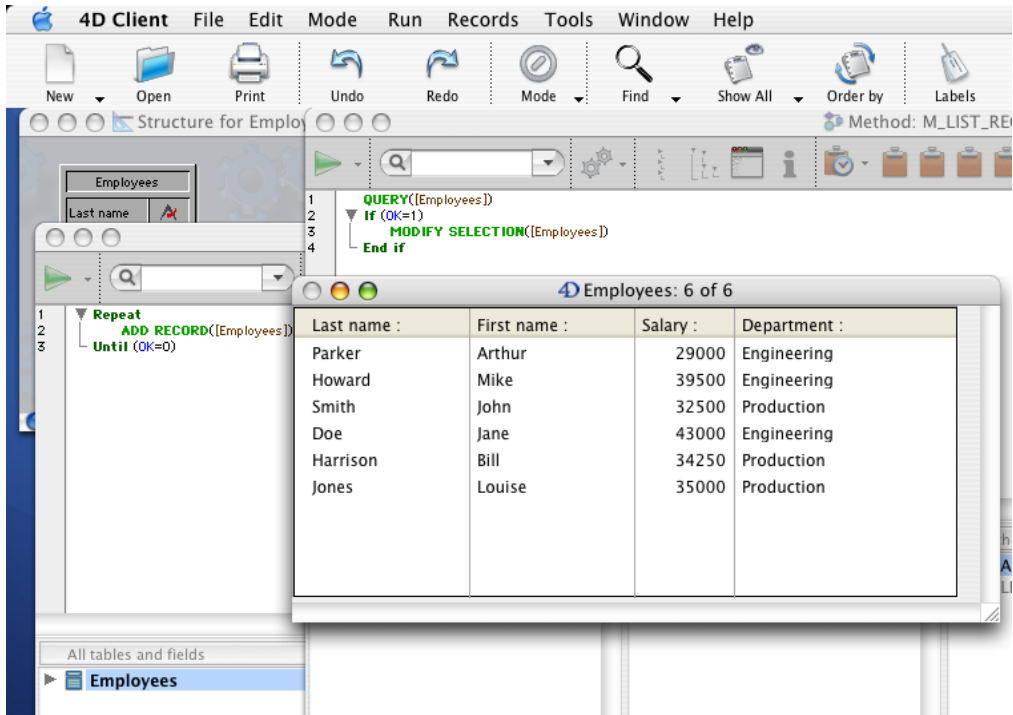 4D Client File Edit Mode Run Records Tools Window Help
New Open Print Undo Redo Mode Find Show All Order by Labels
Structure for Emplo
Employees
Last name
Method: M_LIST_RE
1 QUERY([Employees])
2 If (OK=1)
3 MODIFY SELECTION([Employees])
4 End if
1 Repeat
2 ADD RECORD([Employees])
3 Until (OK=0)
Employees: 6 of 6
Last name : First name : Salary : Department :
Parker Arthur 29000 Engineering
Howard Mike 39500 Engineering
Smith John 32500 Production
Doe Jane 43000 Engineering
Harrison Bill 34250 Production
Jones Louise 35000 Production
All tables and fields
Employees